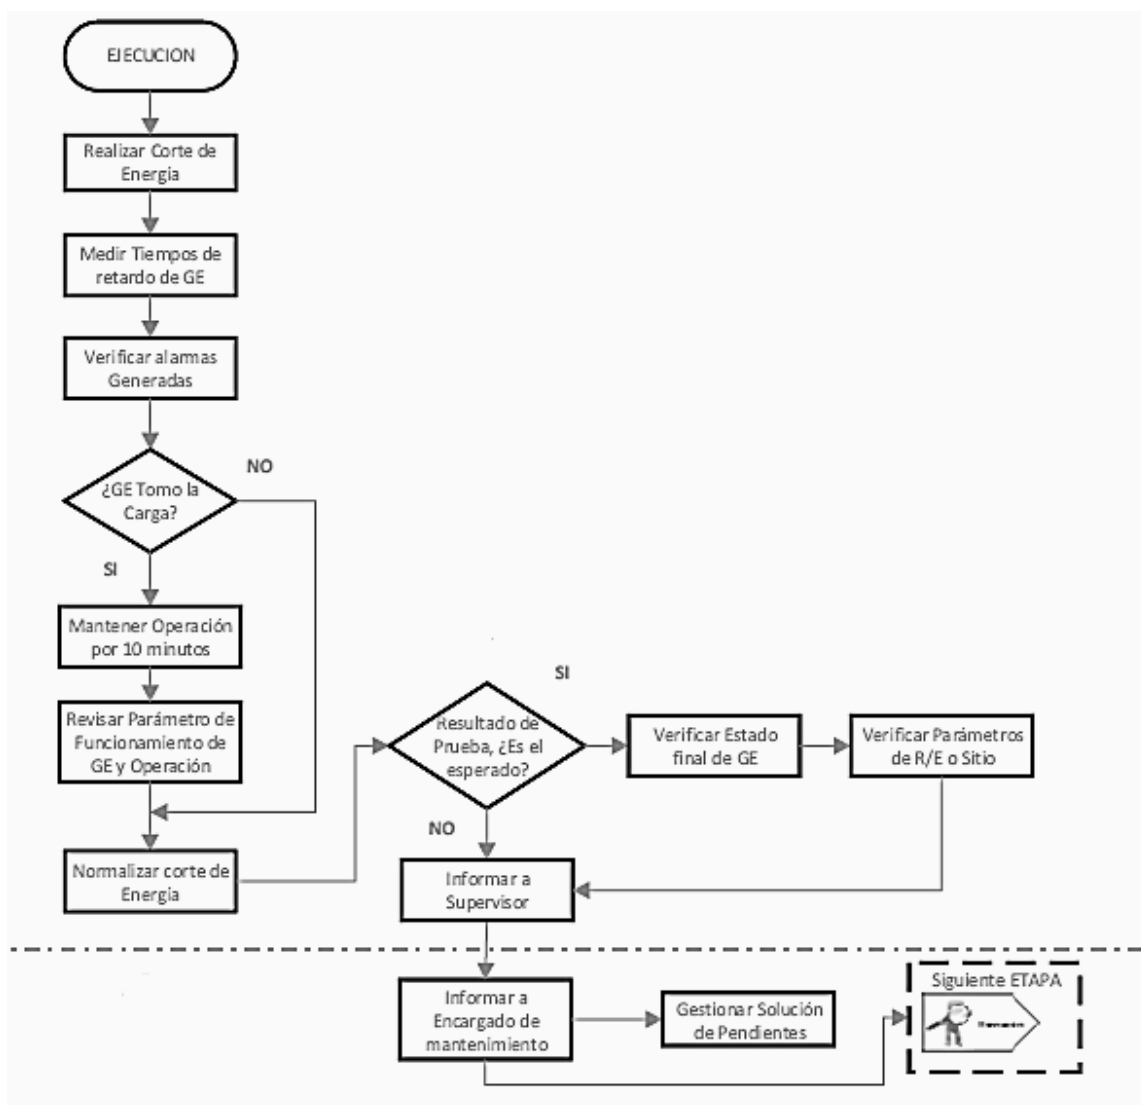 EJECUCION
Realizar Corte de
Energía
Medir Tiempos de
retardo de GE
Verificar alarmas
Generadas
¿GE Tomo la
Carga?
NO
SI
Mantener Operación
por 10 minutos
Revisar Parámetro de
Funcionamiento de
GE y Operación
Normalizar corte de
Energía
Resultado de
Prueba, ¿Es el
esperado?
SI
NO
Verificar Estado
final de GE
Verificar Parámetros
de R/E o Sitio
Informar a
Supervisor
Informar a
Encargado de
mantenimiento
Gestionar Solución
de Pendientes
Siguiente ETAPA